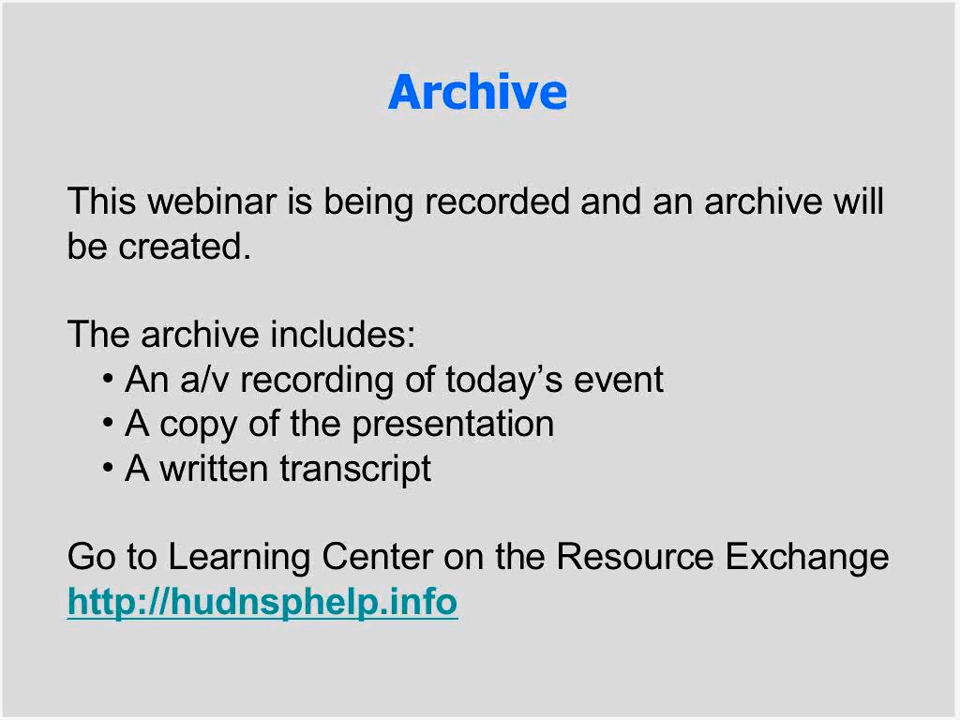 Archive
This webinar is being recorded and an archive will
be created.
The archive includes:
• An a/v recording of today’s event
• A copy of the presentation
• A written transcript
Go to Learning Center on the Resource Exchange
http://hudnsphelp.info